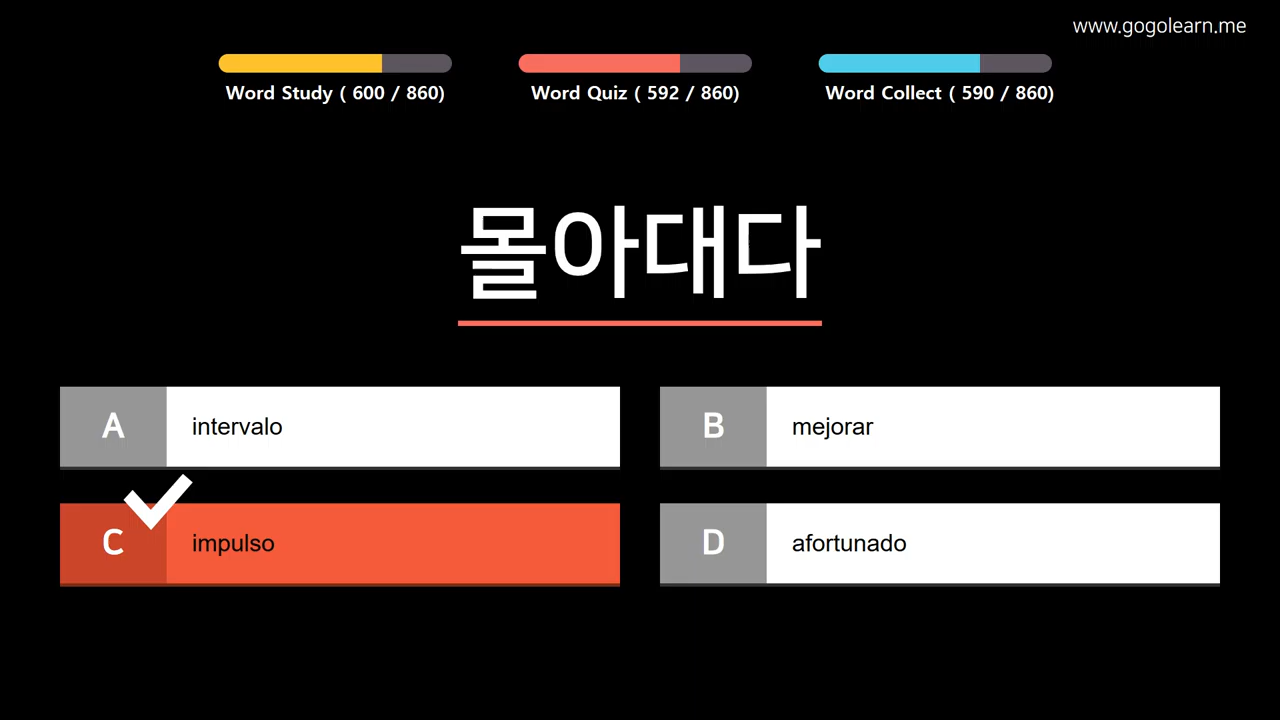 www.gogolearn.me
Word Study ( 600 / 860)
Word Quiz ( 592 / 860)
Word Collect ( 590 / 860)
몰아대다
A intervalo
B mejorar
C impulso
D afortunado